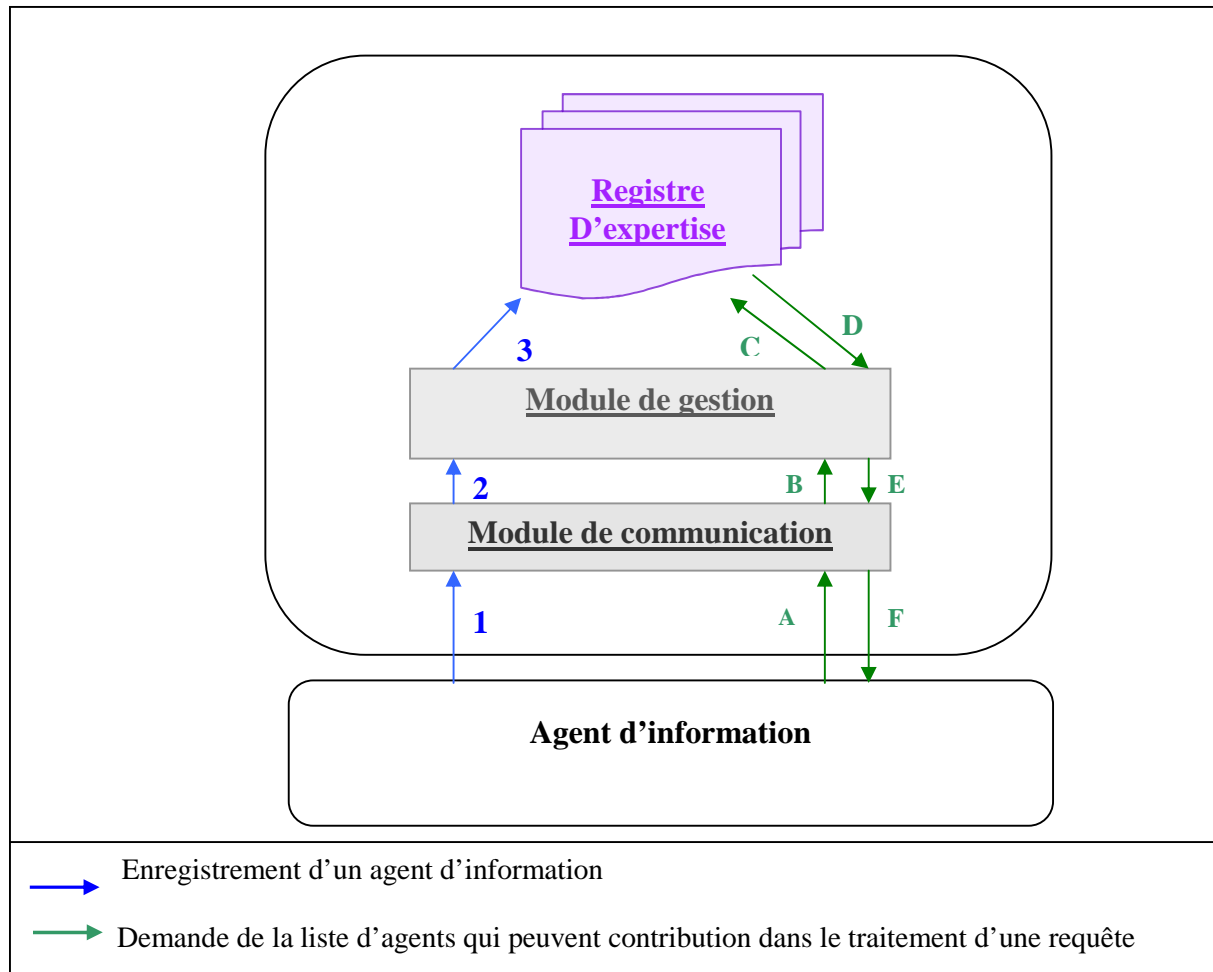 Registre
D’expertise
D
C
3
Module de gestion
2
B
E
Module de communication
1
A
F
Agent d’information
Enregistrement d’un agent d’information
Demande de la liste d’agents qui peuvent contribution dans le traitement d’une requête